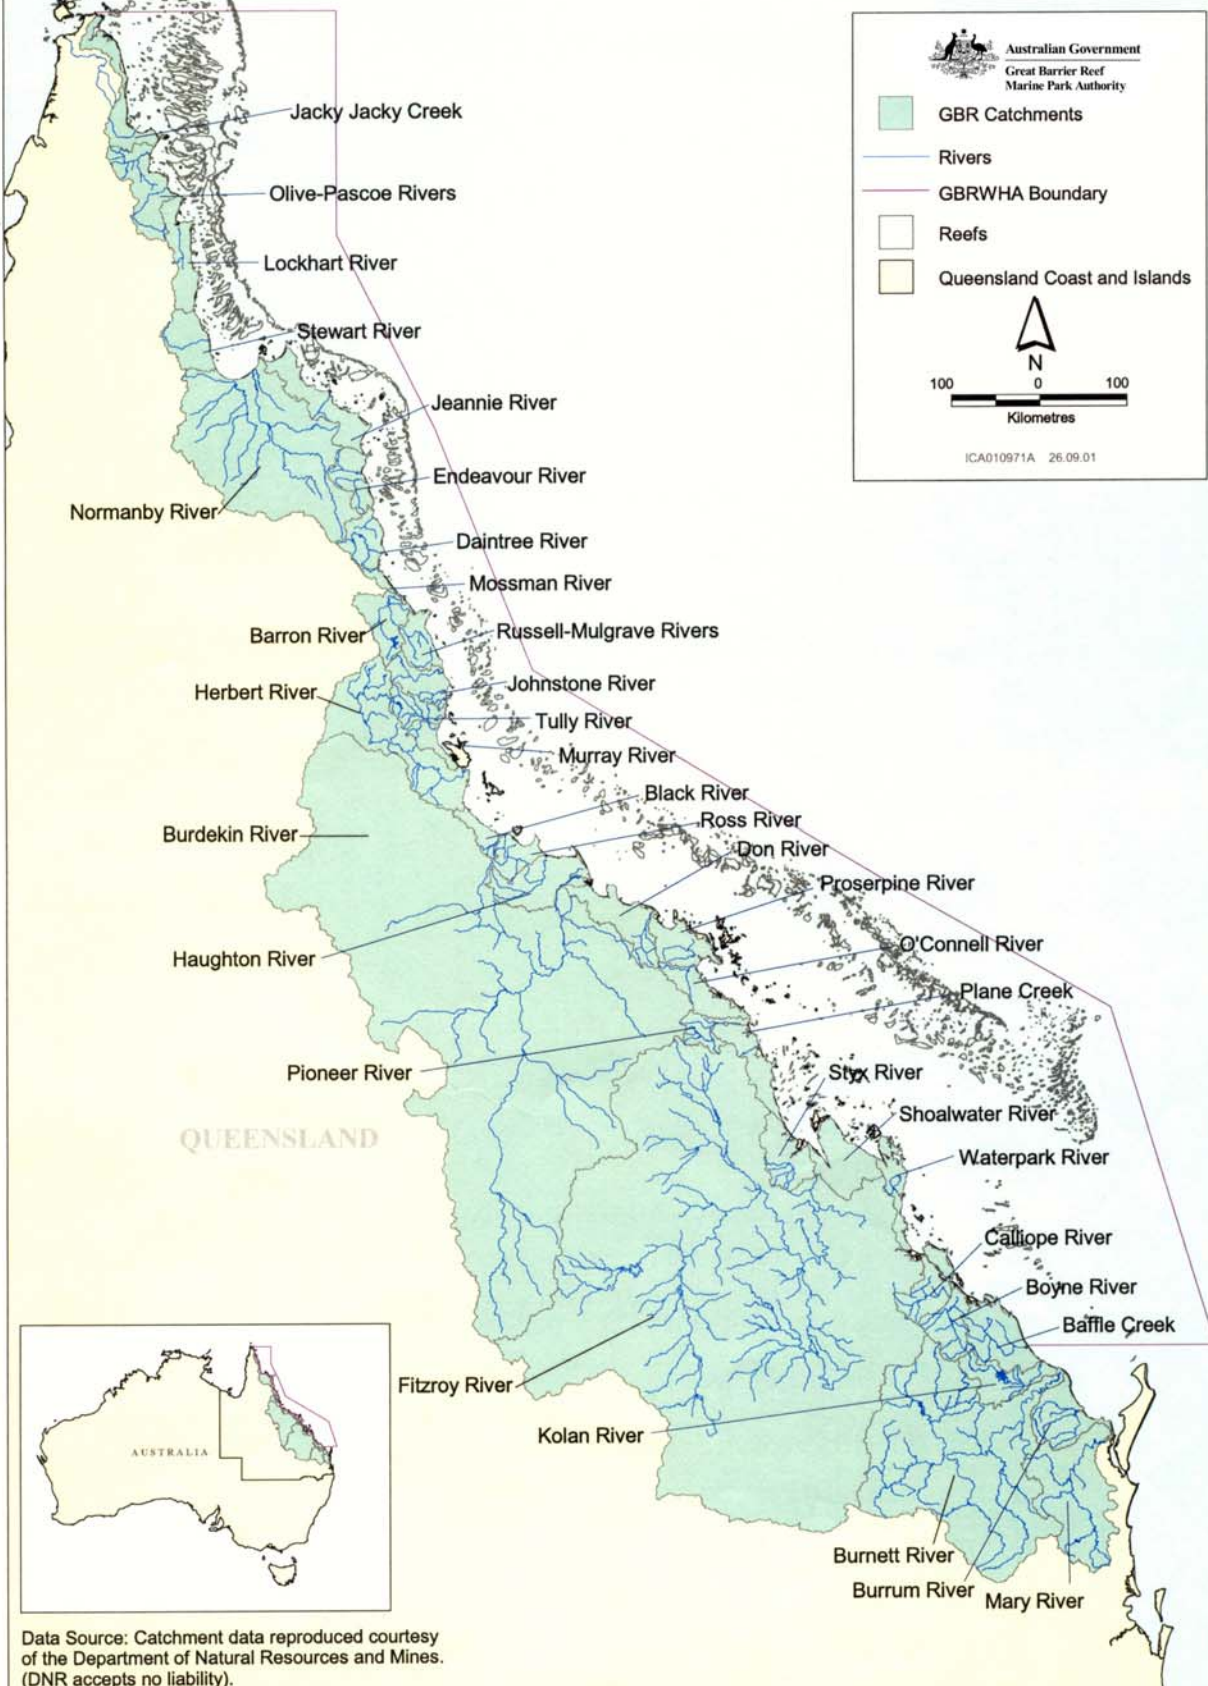 Australian Government
Great Barrier Reef
Marine Park Authority
GBR Catchments
Rivers
GBRWHA Boundary
Reefs
Queensland Coast and Islands
N
100 0 100
Kilometres
ICA010971A 26.09.01
Jacky Jacky Creek
Olive-Pascoe Rivers
Lockhart River
Stewart River
Jeannie River
Endeavour River
Normanby River
Daintree River
Mossman River
Barron River
Russell-Mulgrave Rivers
Herbert River
Johnstone River
Tully River
Murray River
Black River
Ross River
Burdekin River
Don River
Proserpine River
O'Connell River
Haughton River
Plane Creek
Pioneer River
Styx River
Shoalwater River
QUEENSLAND
Waterpark River
Calliope River
Boyne River
Baffle Creek
Fitzroy River
Kolan River
AUSTRALIA
Burnett River
Burrum River
Mary River
Data Source: Catchment data reproduced courtesy
of the Department of Natural Resources and Mines.
(DNR accepts no liability).